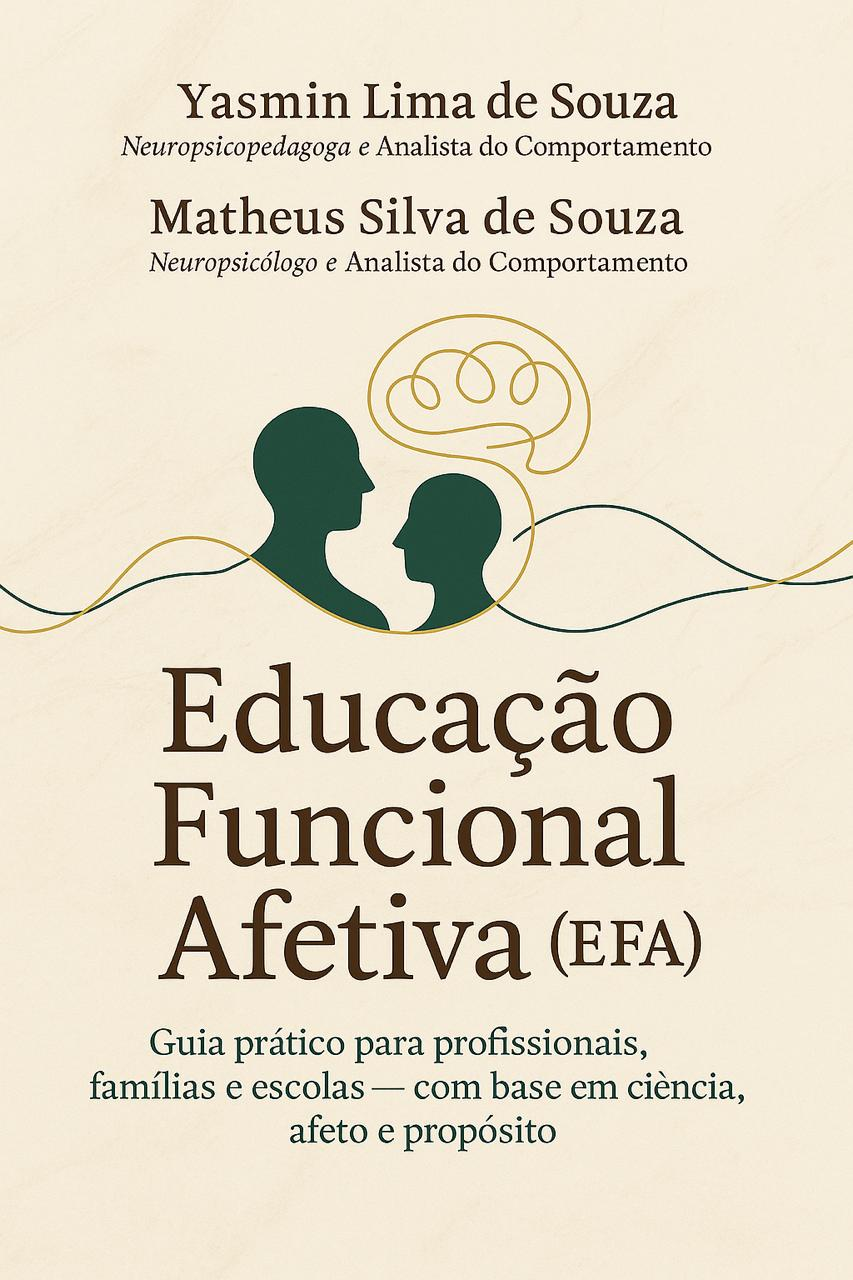 Yasmin Lima de Souza
Neuropsicopedagoga e Analista do Comportamento
Matheus Silva de Souza
Neuropsicólogo e Analista do Comportamento
Educação
Funcional
Afetiva (EFA)
Guia prático para profissionais,
famílias e escolas — com base em ciència,
afeto e propósito